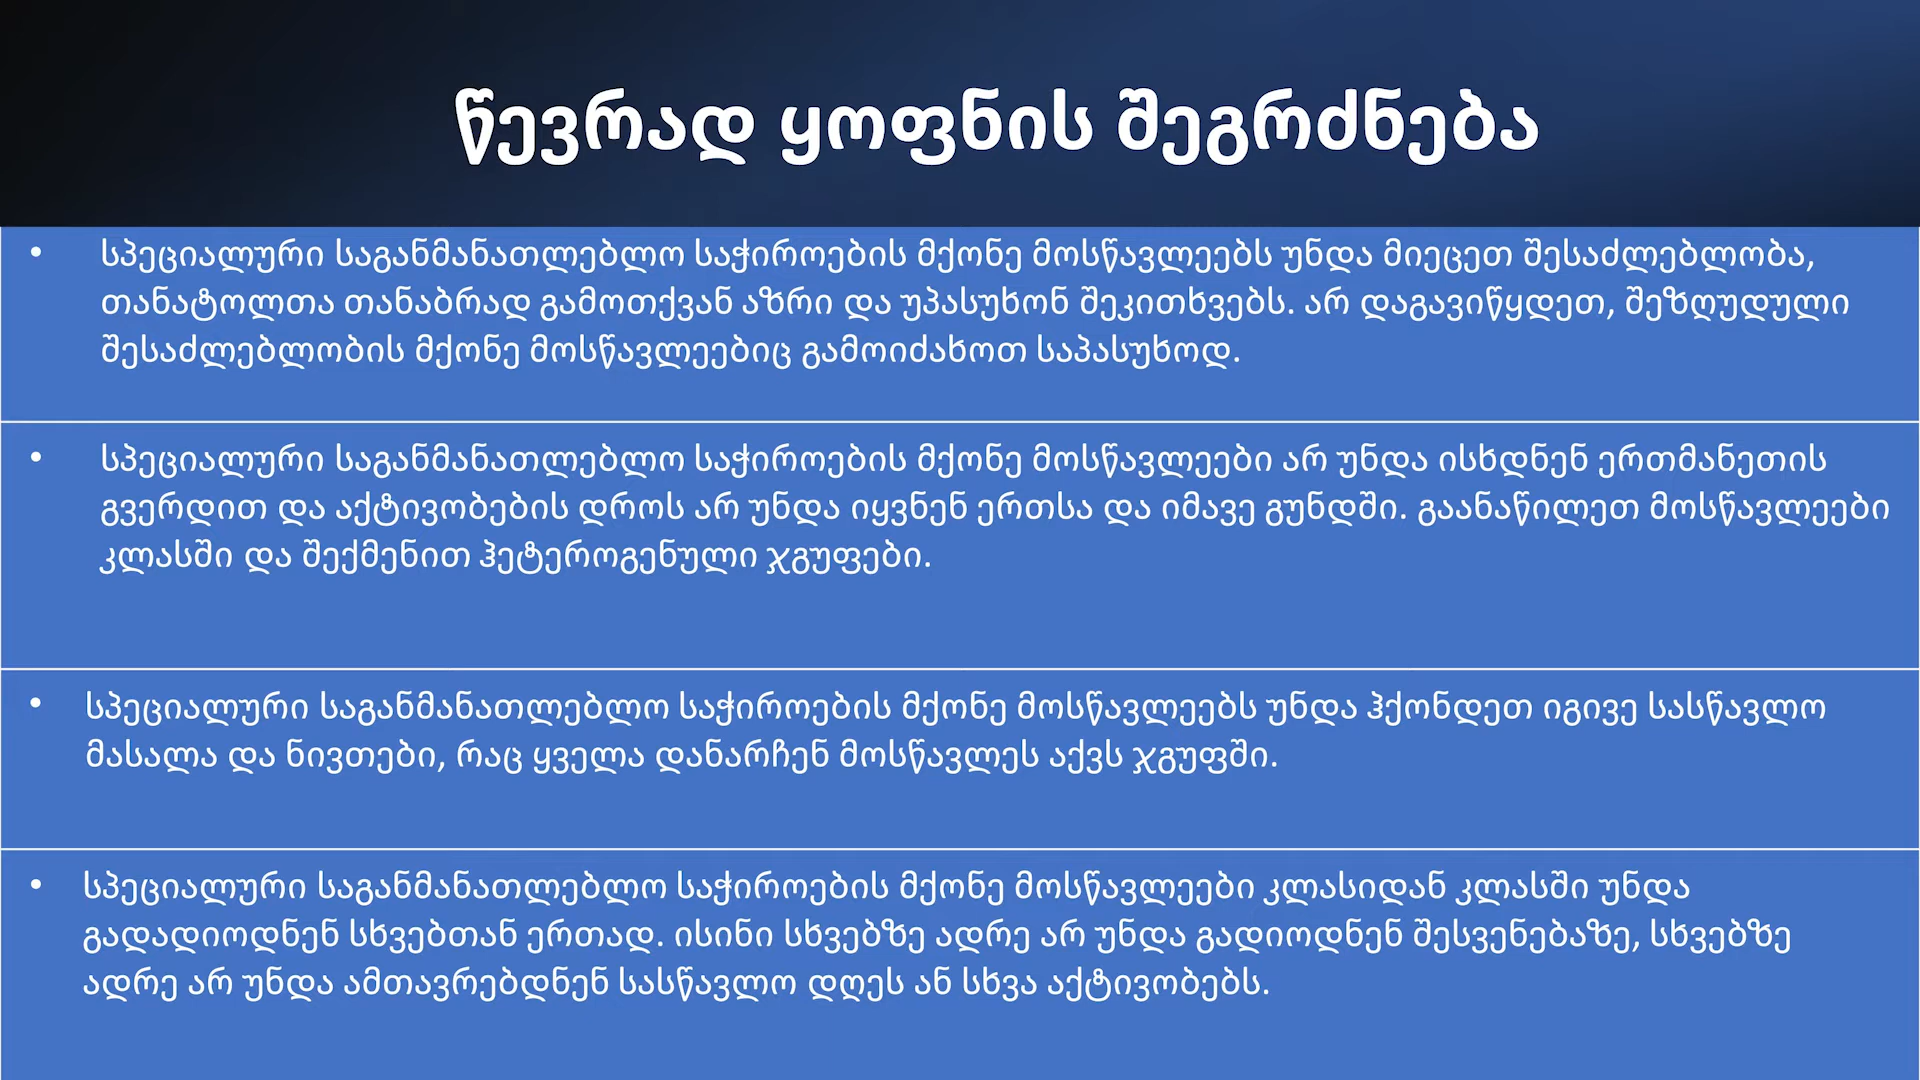 წევრად ყოფნის შეგრძნება
• სპეციალური საგანმანათლებლო საჭიროების მქონე მოსწავლეებს უნდა მიეცეთ შესაძლებლობა,
თანატოლთა თანაბრად გამოთქვან აზრი და უპასუხონ შეკითხვებს. არ დაგავიწყდეთ, შეზღუდული
შესაძლებლობის მქონე მოსწავლეებიც გამოიძახოთ საპასუხოდ.
• სპეციალური საგანმანათლებლო საჭიროების მქონე მოსწავლეები არ უნდა ისხდნენ ერთმანეთის
გვერდით და აქტივობების დროს არ უნდა იყვნენ ერთსა და იმავე გუნდში. გაანაწილეთ მოსწავლეები
კლასში და შექმენით ჰეტეროგენული ჯგუფები.
• სპეციალური საგანმანათლებლო საჭიროების მქონე მოსწავლეებს უნდა ჰქონდეთ იგივე სასწავლო
მასალა და ნივთები, რაც ყველა დანარჩენ მოსწავლეს აქვს ჯგუფში.
• სპეციალური საგანმანათლებლო საჭიროების მქონე მოსწავლეები კლასიდან კლასში უნდა
გადადიოდნენ სხვებთან ერთად. ისინი სხვებზე ადრე არ უნდა გადიოდნენ შესვენებაზე, სხვებზე
ადრე არ უნდა ამთავრებდნენ სასწავლო დღეს ან სხვა აქტივობებს.